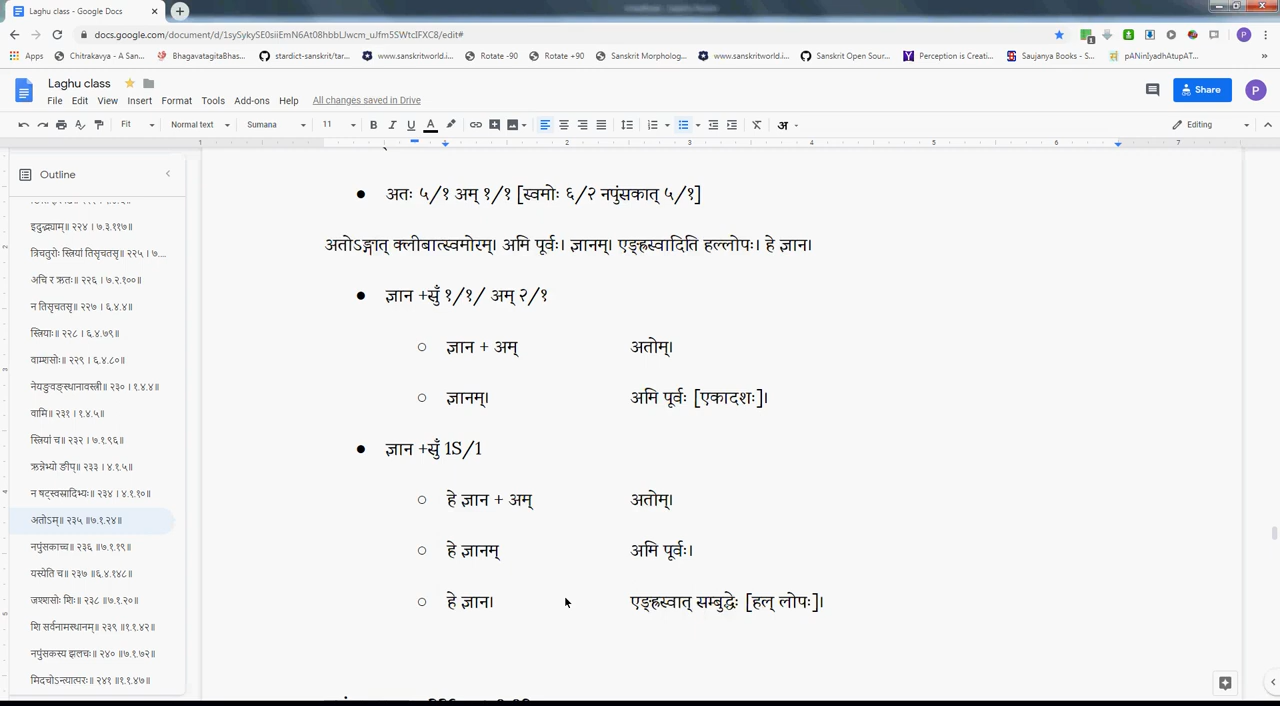 Laghu class - Google Docs
docs.google.com/document/d/1sySykySE0siiEmN6At08hbbLJwcm_uJfm5SWtcIFXC8/edit#
Apps Chitrakavya - A San... BhagavatagitaBhas... stardict-sanskrit/tar... www.sanskritworld.i... Rotate -90 Rotate +90 Sanskrit Morpholog... www.sanskritworld.i... Sanskrit Open Sour... Perception is Creati... Saujanya Books - S... pANinIyadhAtupAT...
Laghu class
File Edit View Insert Format Tools Add-ons Help All changes saved in Drive
Share
P
Fit Normal text Sumana 11 B I U A अ Editing
1 1 2 3 4 5 6 7
Outline
इदुद्भ्याम्॥ २२४ । ७.३.११७॥
त्रिचतुरोः स्त्रियां तिसृचतसृ॥ २२५ । ७....
अचि र ऋतः॥ २२६ । ७.२.१००॥
न तिसृचतसृ॥ २२७ । ६.४.४॥
स्त्रियाः॥ २२८ । ६.४.७९॥
वाम्शसोः॥ २२९ । ६.४.८०॥
नेयङुवङ्स्थानावस्त्री॥ २३० । १.४.४॥
वामि॥ २३१ । १.४.५॥
स्त्रियां च॥ २३२ । ७.१.९६॥
ऋन्नेभ्यो ङीप्॥ २३३ । ४.१.५॥
न षट्स्वस्रादिभ्यः॥ २३४ । ४.१.१०॥
अतोऽम्॥ २३५ ॥७.१.२४॥
नपुंसकाच्च॥ २३६ ॥७.१.१९॥
यस्येति च॥ २३७ ॥६.४.१४८॥
जश्शसोः शिः॥ २३८ ॥७.१.२०॥
शि सर्वनामस्थानम्॥ २३९ ॥१.१.४२॥
नपुंसकस्य झलचः॥ २४० ॥७.१.७२॥
मिदचोऽन्त्यात्परः॥ २४१ ॥१.१.४७॥
● अतः ५/१ अम् १/१ [स्वमोः ६/२ नपुंसकात् ५/१]
अतोऽङ्गात् क्लीबात्स्वमोरम्। अमि पूर्वः। ज्ञानम्। एङ्ह्रस्वादिति हल्लोपः। हे ज्ञान।
● ज्ञान +सुँ १/१/ अम् २/१
○ ज्ञान + अम् अतोम्।
○ ज्ञानम्। अमि पूर्वः [एकादशः]।
● ज्ञान +सुँ 1S/1
○ हे ज्ञान + अम् अतोम्।
○ हे ज्ञानम् अमि पूर्वः।
○ हे ज्ञान। एङ्ह्रस्वात् सम्बुद्धेः [हल् लोपः]।